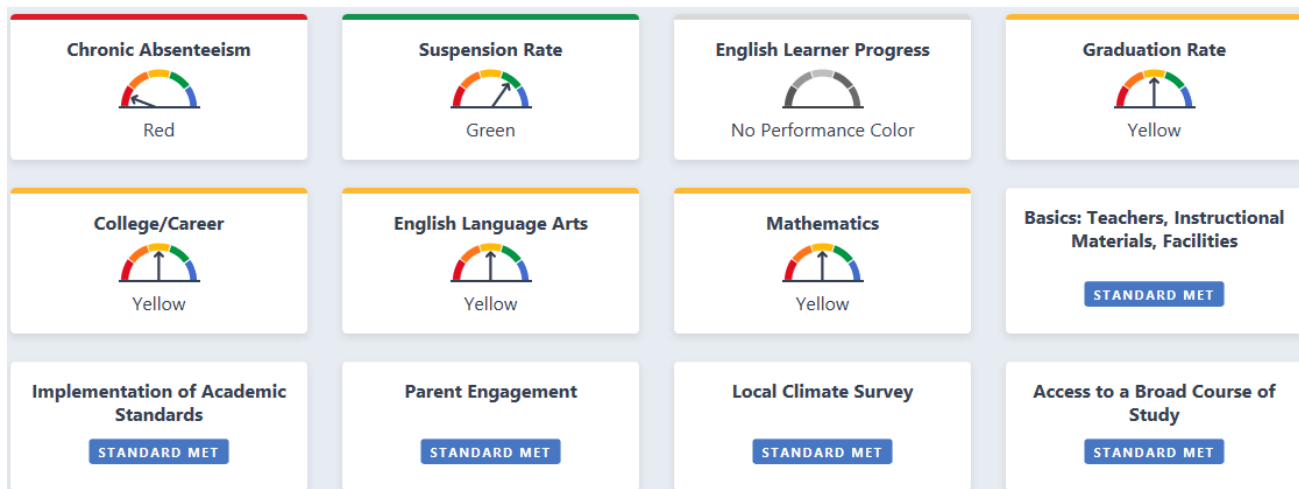 Chronic Absenteeism
Red
Suspension Rate
Green
English Learner Progress
No Performance Color
Graduation Rate
Yellow
College/Career
Yellow
English Language Arts
Yellow
Mathematics
Yellow
Basics: Teachers, Instructional
Materials, Facilities
STANDARD MET
Implementation of Academic
Standards
STANDARD MET
Parent Engagement
STANDARD MET
Local Climate Survey
STANDARD MET
Access to a Broad Course of
Study
STANDARD MET